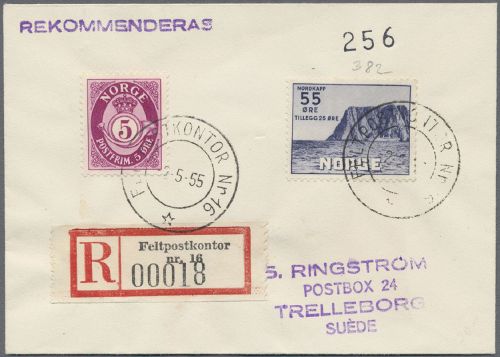 REKOMMENDERAS
256
382
NORGE
5
POSTFRIM. 5 ØRE
NORDKAPP
55
ØRE
TILLEGG 25 ØRE
NORGE
KONTOR Nr 16
-5-55
R
Feltpostkontor
nr. 16
00018
S. RINGSTRÖM
POSTBOX 24
TRELLEBORG
SUÈDE